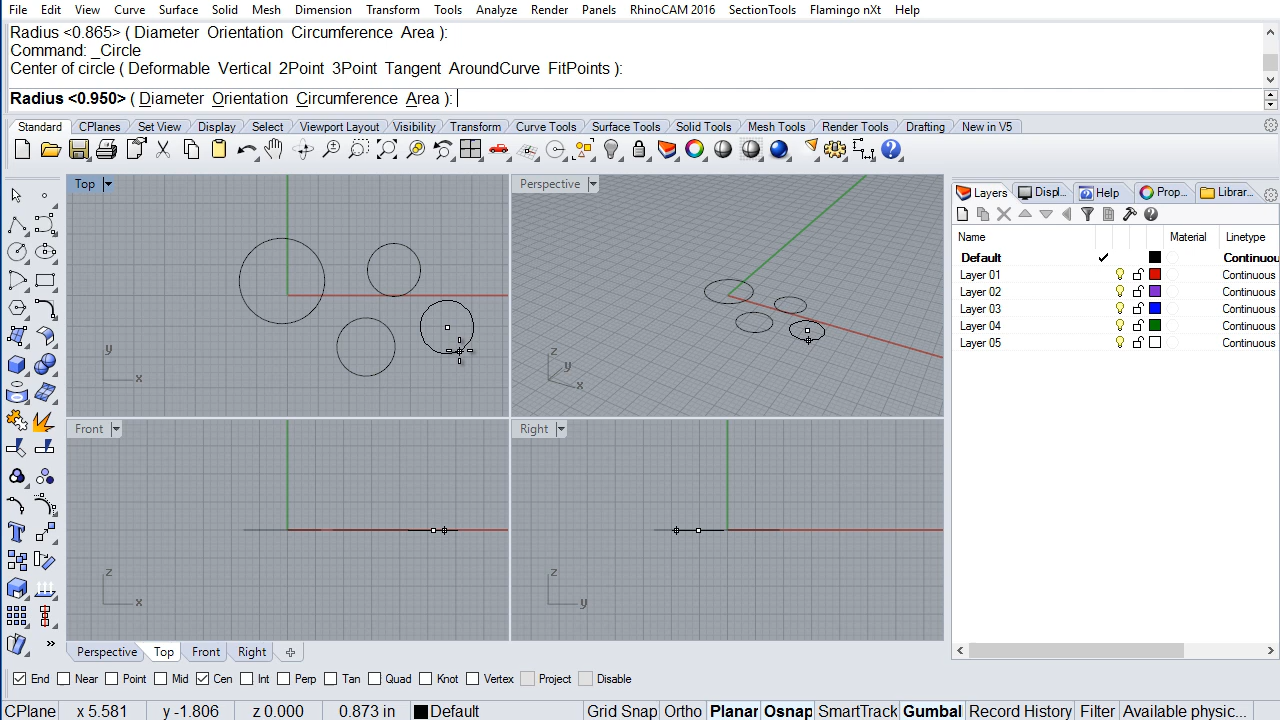 File Edit View Curve Surface Solid Mesh Dimension Transform Tools Analyze Render Panels RhinoCAM 2016 SectionTools Flamingo nXt Help
Radius <0.865> ( Diameter Orientation Circumference Area ):
Command: _Circle
Center of circle ( Deformable Vertical 2Point 3Point Tangent AroundCurve FitPoints ):
Radius <0.950> ( Diameter Orientation Circumference Area ):
Standard CPlanes Set View Display Select Viewport Layout Visibility Transform Curve Tools Surface Tools Solid Tools Mesh Tools Render Tools Drafting New in V5
Top
Perspective
Layers Displ... Help Prop... Librar...
Name Material Linetype
Default Continuou
Layer 01 Continuous
Layer 02 Continuous
Layer 03 Continuous
Layer 04 Continuous
Layer 05 Continuous
y
x
z
y
x
Front
Right
z
x
z
y
Perspective Top Front Right
End Near Point Mid Cen Int Perp Tan Quad Knot Vertex Project Disable
CPlane x 5.581 y -1.806 z 0.000 0.873 in Default Grid Snap Ortho Planar Osnap SmartTrack Gumbal Record History Filter Available physic...